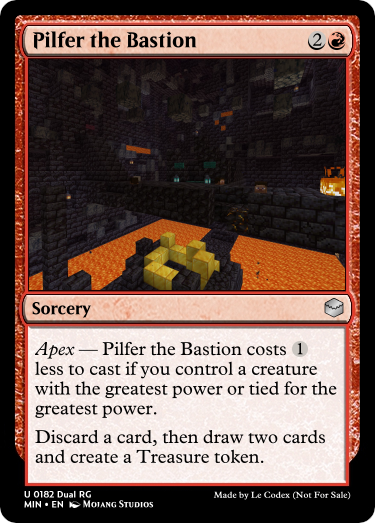 Pilfer the Bastion 2
Sorcery
Apex — Pilfer the Bastion costs 1
less to cast if you control a creature
with the greatest power or tied for the
greatest power.
Discard a card, then draw two cards
and create a Treasure token.
U 0182 Dual RG
MIN • EN Mojang Studios
Made by Le Codex (Not For Sale)